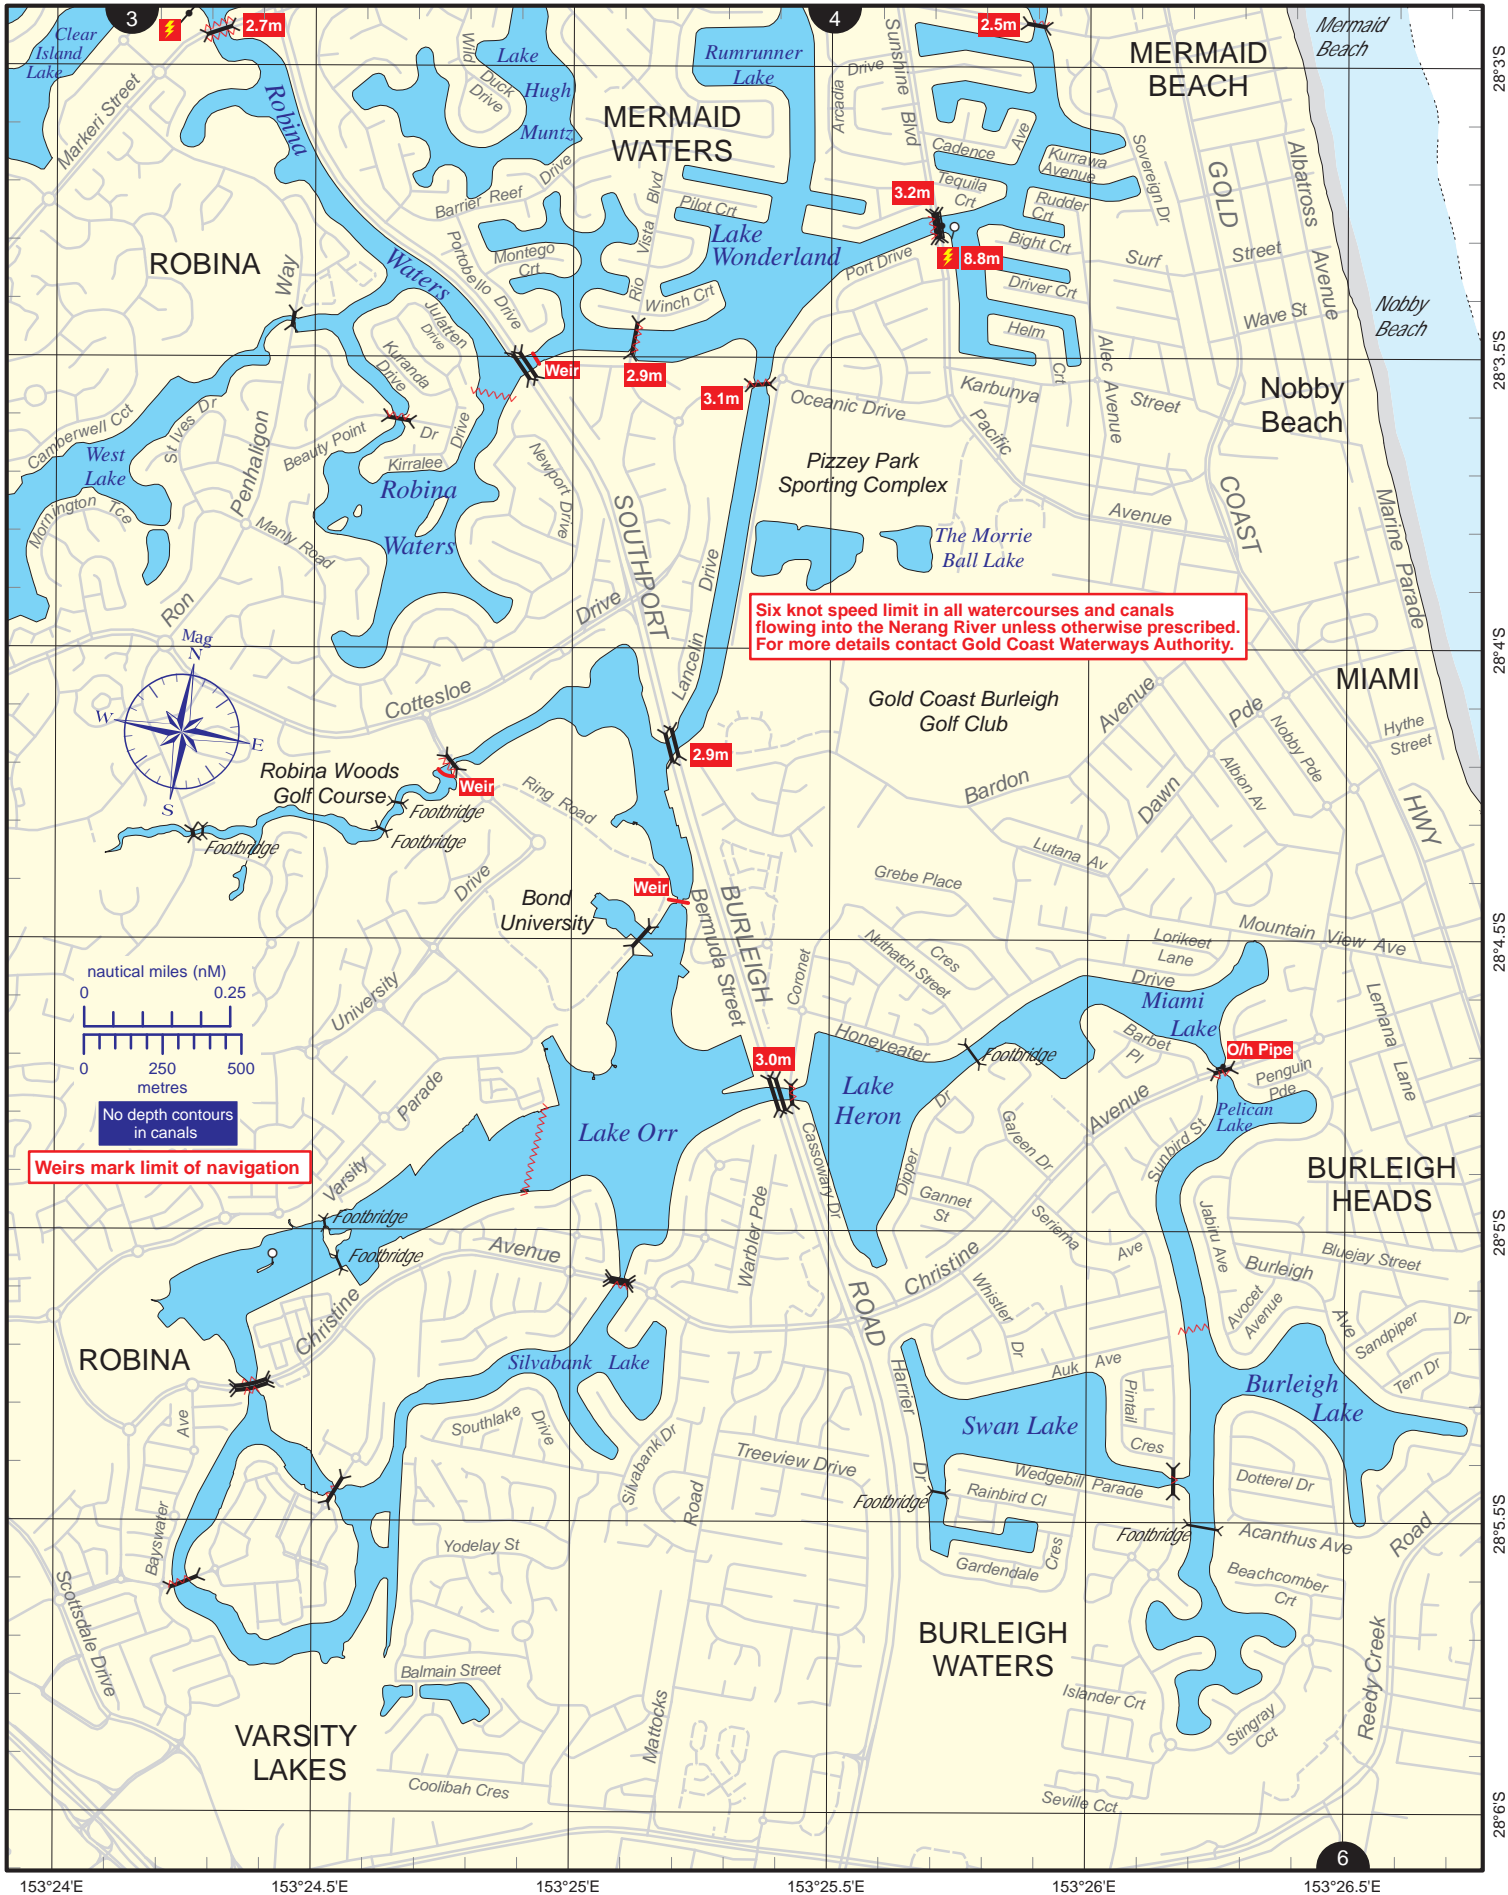 3
4
Clear
Island
Lake
2.7m
2.5m
Mermaid
Beach
MERMAID
BEACH
Wild
Duck
Drive
Lake
Hugh
Muntz
Rumrunner
Lake
Arcadia
Drive
Sunshine
Blvd
Markeri Street
Robina
Waters
MERMAID
WATERS
Cadence
Ave
Kurrawa
Avenue
Sovereign Dr
GOLD
COAST
HWY
Albatross
Avenue
Tequila
Crt
Rudder
Crt
3.2m
8.8m
Bight Crt
Driver Crt
Helm
Crt
Surf
Street
Wave St
Nobby
Beach
Barrier Reef
Drive
Pilot Crt
Rio
Vista
Blvd
Montego
Crt
Winch Crt
Lake
Wonderland
Port Drive
Portobello
Drive
ROBINA
Way
Julatten
Drive
Kuranda
Drive
Weir
2.9m
3.1m
Oceanic Drive
Karbunya
Street
Alec
Avenue
Pacific
Avenue
Nobby
Beach
Camberwell Cct
St Ives Dr
West
Lake
Mornington
Tce
Penhaligon
Beauty Point
Dr
Kirralee
Drive
Newport
Drive
Robina
Waters
Manly Road
Ron
Pizzey Park
Sporting Complex
The Morrie
Ball Lake
SOUTHPORT
BURLEIGH
ROAD
Lancelin
Drive
Marine
Parade
Six knot speed limit in all watercourses and canals
flowing into the Nerang River unless otherwise prescribed.
For more details contact Gold Coast Waterways Authority.
Mag
N
W
E
S
Cottesloe
Drive
Gold Coast Burleigh
Golf Club
MIAMI
Hythe
Street
Avenue
Pde
Nobby Pde
Albion Av
Dawn
Bardon
Lutana Av
Grebe Place
Robina Woods
Golf Course
Weir
Footbridge
Footbridge
Footbridge
Ring Road
2.9m
Drive
University
Bond
University
Weir
Bermuda Street
Nuthatch Street
Cres
Lorikeet
Lane
Mountain View Ave
Coronet
Drive
Miami
Lake
Honeyeater
Footbridge
Barbet
Pl
O/h Pipe
Penguin
Pde
Pelican
Lake
Lemana
Lane
nautical miles (nM)
0 0.25
0 250 500
metres
No depth contours
in canals
Weirs mark limit of navigation
Parade
Varsity
3.0m
Lake
Heron
Lake Orr
Cassowary Dr
Dr
Dipper
Galeen Dr
Gannet
St
Avenue
Sunbird St
Seriema
Ave
Jabiru Ave
BURLEIGH
HEADS
Bluejay Street
Burleigh
Ave
Avocet
Avenue
Sandpiper
Dr
Tern Dr
Footbridge
Footbridge
Avenue
Christine
Warbler Pde
Christine
Whistler
Dr
ROBINA
Silvabank Lake
Auk Ave
Burleigh
Lake
Pintail
Cres
Swan Lake
Harrier
Dr
Ave
Southlake
Drive
Silvabank Dr
Treeview Drive
Road
Wedgebill Parade
Rainbird Cl
Footbridge
Gardendale
Cres
Dotterel Dr
Footbridge
Acanthus Ave
Road
Beachcomber
Crt
Bayswater
Yodelay St
Scottsdale Drive
Balmain Street
BURLEIGH
WATERS
Islander Crt
Stingray
Cct
Reedy Creek
VARSITY
LAKES
Mattocks
Coolibah Cres
Seville Cct
6
28°3'S
28°3.5'S
28°4'S
28°4.5'S
28°5'S
28°5.5'S
28°6'S
153°24'E 153°24.5'E 153°25'E 153°25.5'E 153°26'E 153°26.5'E